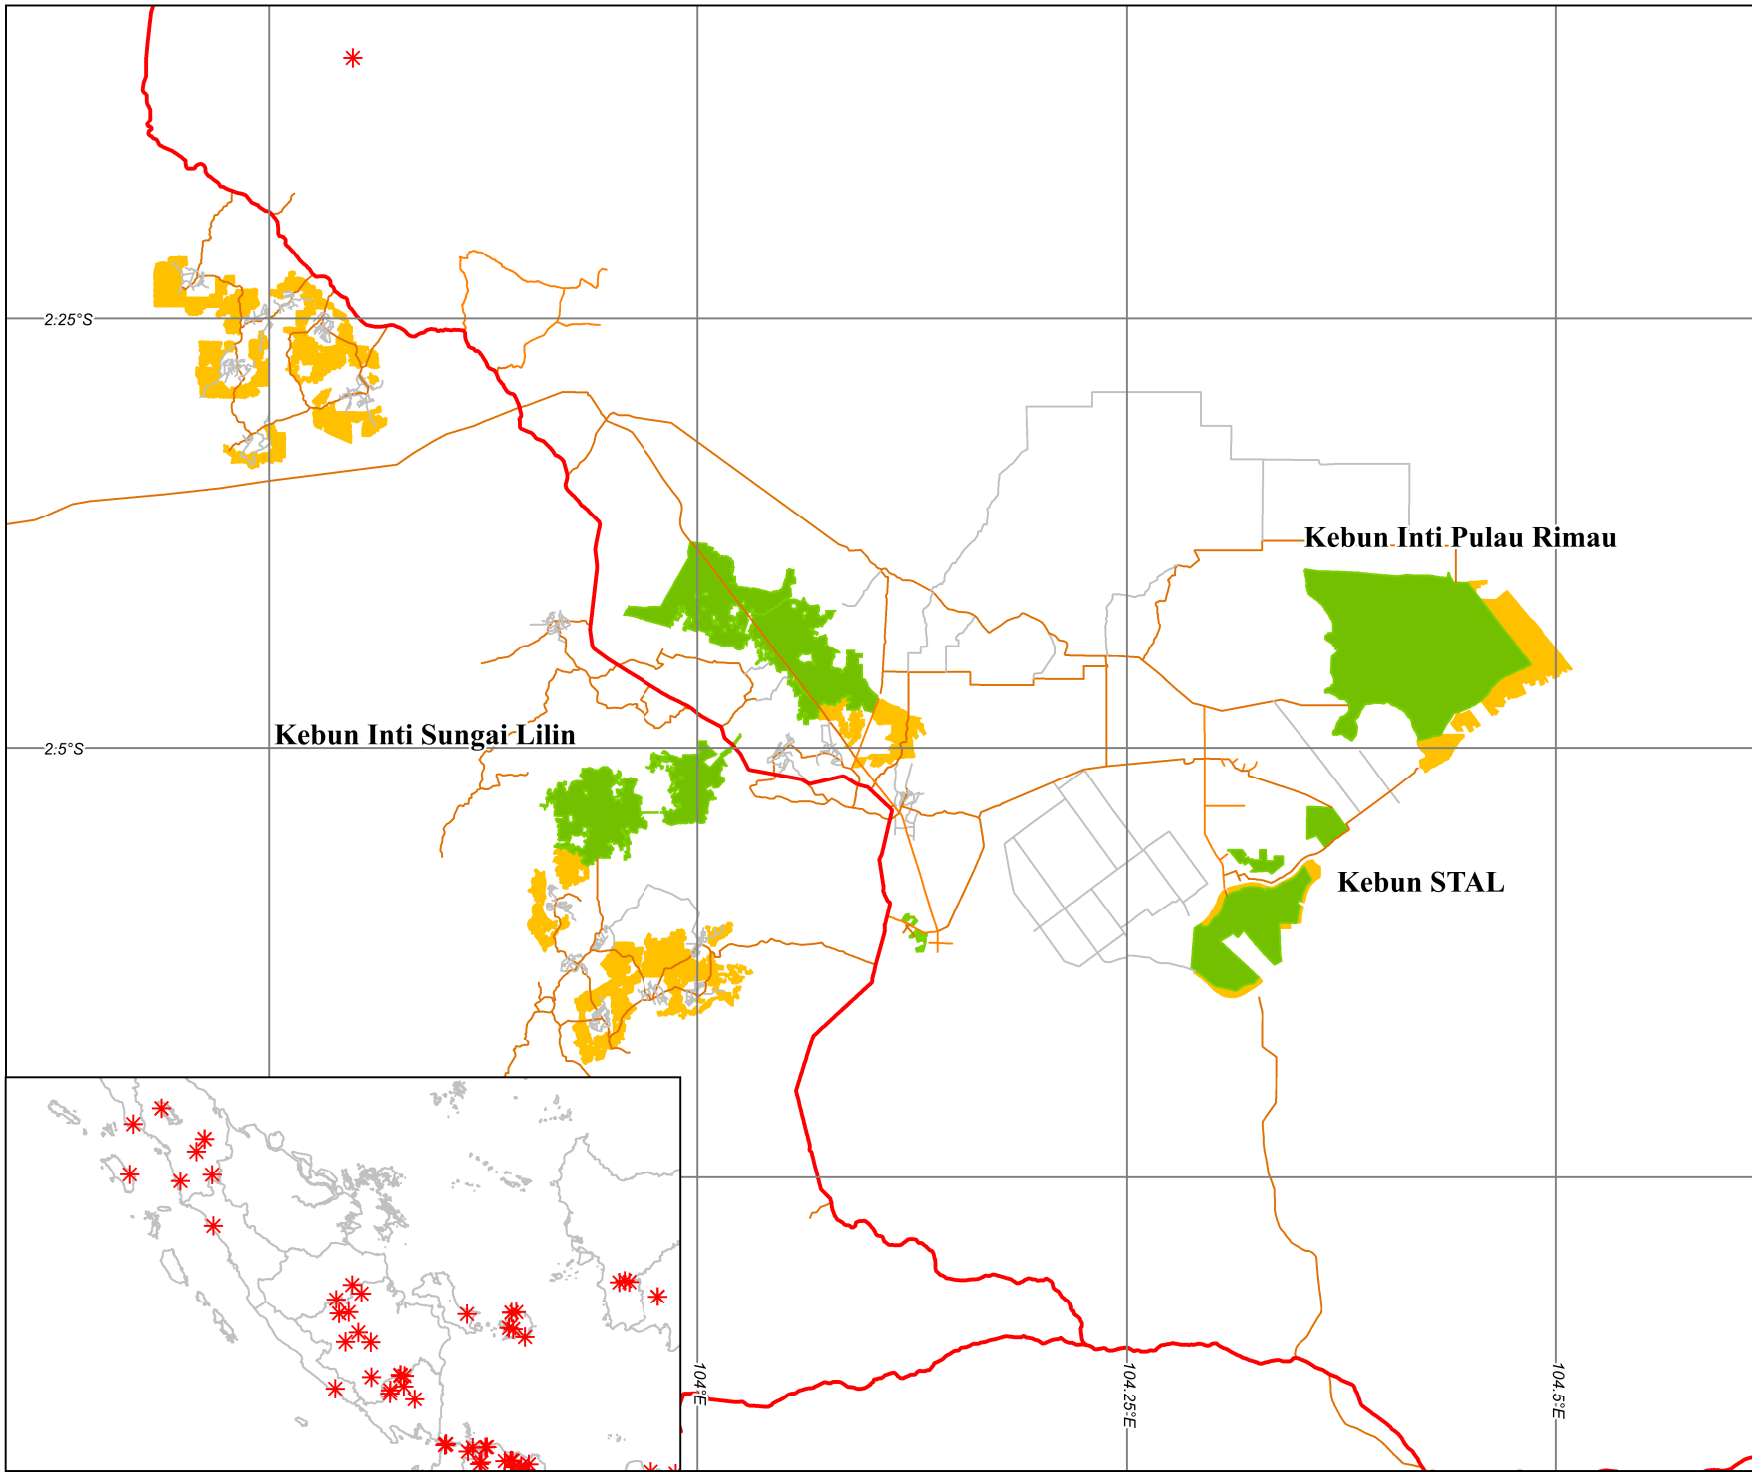 2.25°S
Kebun Inti Pulau Rimau
Kebun Inti Sungai Lilin
2.5°S
Kebun STAL
104°E
104.25°E
104.5°E